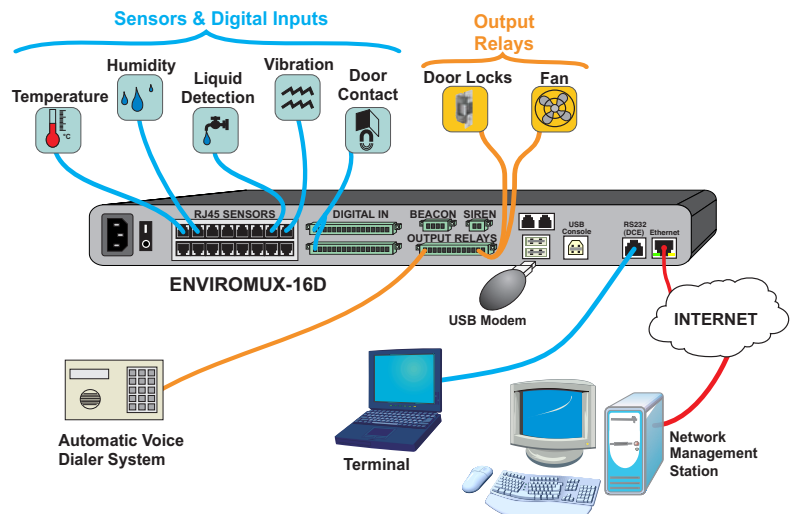 Sensors & Digital Inputs
Output
Relays
Temperature
Humidity
Liquid
Detection
Vibration
Door
Contact
Door Locks
Fan
°C
RJ45 SENSORS
DIGITAL IN
BEACON
SIREN
OUTPUT RELAYS
USB
Console
RS232
(DCE)
Ethernet
I
O
ENVIROMUX-16D
USB Modem
INTERNET
Automatic Voice
Dialer System
Terminal
Network
Management
Station